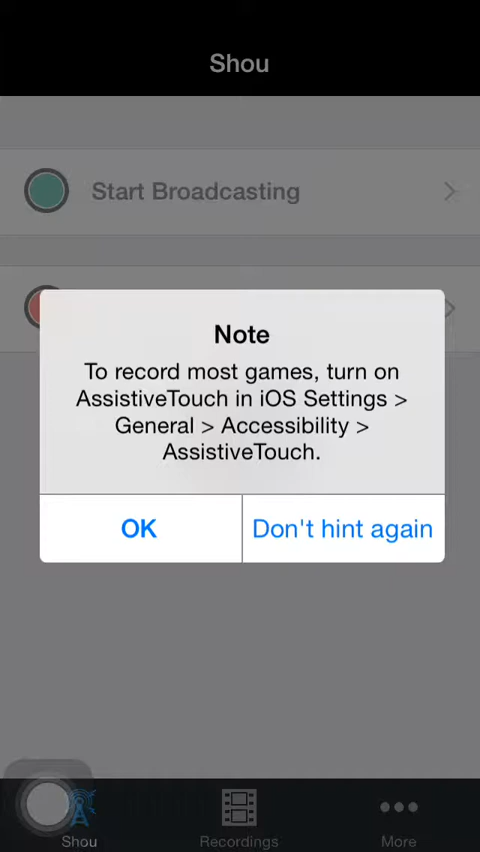 Shou
Start Broadcasting
Note
To record most games, turn on
AssistiveTouch in iOS Settings >
General > Accessibility >
AssistiveTouch.
OK
Don't hint again
Shou
Recordings
More